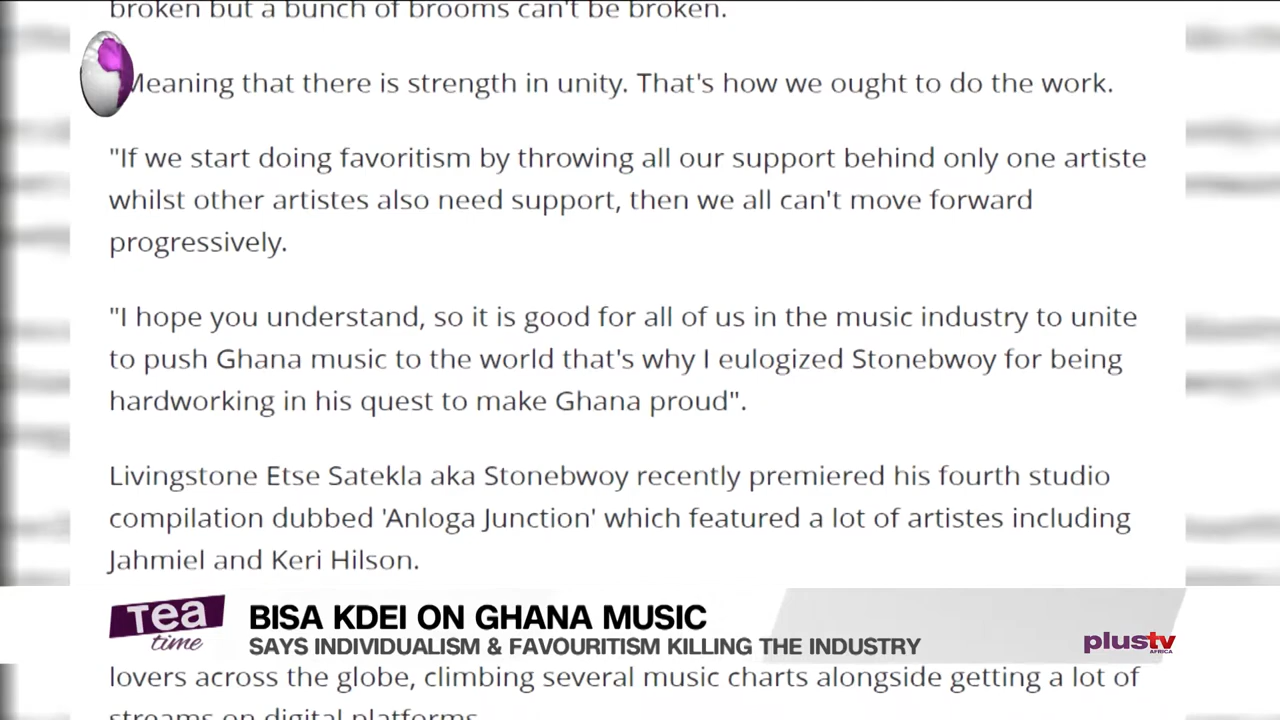 broken but a bunch of brooms can't be broken.
Meaning that there is strength in unity. That's how we ought to do the work.
"If we start doing favoritism by throwing all our support behind only one artiste
whilst other artistes also need support, then we all can't move forward
progressively.
"I hope you understand, so it is good for all of us in the music industry to unite
to push Ghana music to the world that's why I eulogized Stonebwoy for being
hardworking in his quest to make Ghana proud".
Livingstone Etse Satekla aka Stonebwoy recently premiered his fourth studio
compilation dubbed 'Anloga Junction' which featured a lot of artistes including
Jahmiel and Keri Hilson.
Tea
time
BISA KDEI ON GHANA MUSIC
SAYS INDIVIDUALISM & FAVOURITISM KILLING THE INDUSTRY
plustv
AFRICA
lovers across the globe, climbing several music charts alongside getting a lot of
streams on digital platforms